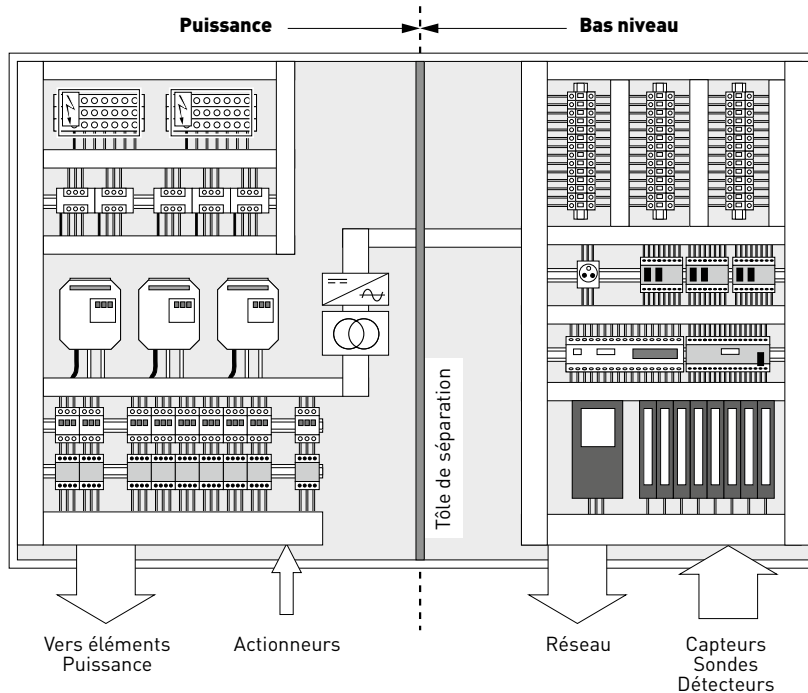 Puissance
Bas niveau
Tôle de séparation
Vers éléments
Puissance
Actionneurs
Réseau
Capteurs
Sondes
Détecteurs